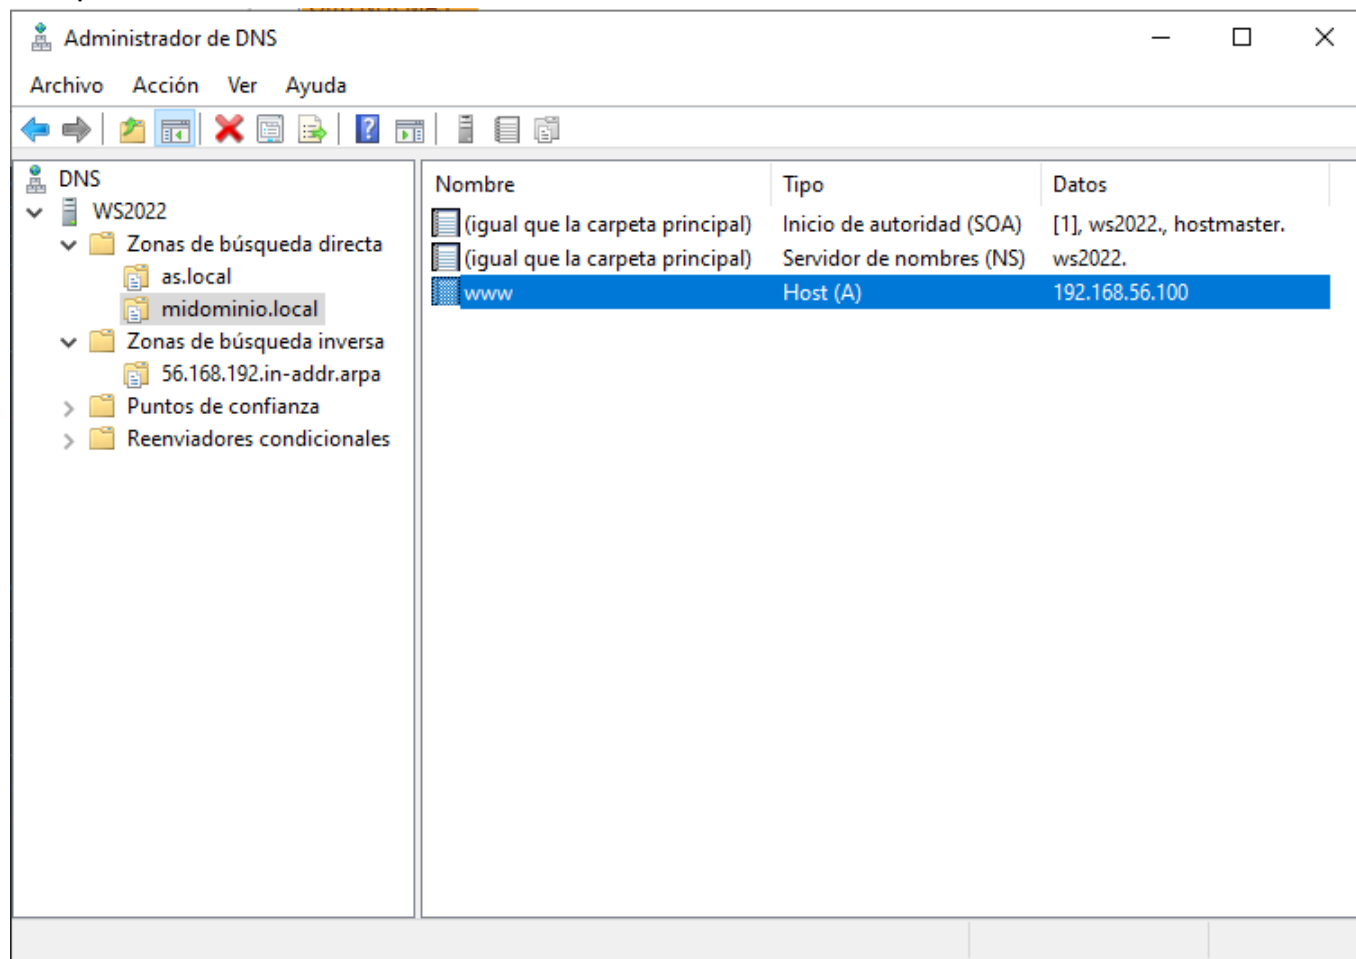 Administrador de DNS
Archivo Acción Ver Ayuda
DNS
WS2022
Zonas de búsqueda directa
as.local
midominio.local
Zonas de búsqueda inversa
56.168.192.in-addr.arpa
Puntos de confianza
Reenviadores condicionales
Nombre Tipo Datos
(igual que la carpeta principal) Inicio de autoridad (SOA) [1], ws2022., hostmaster.
(igual que la carpeta principal) Servidor de nombres (NS) ws2022.
www Host (A) 192.168.56.100